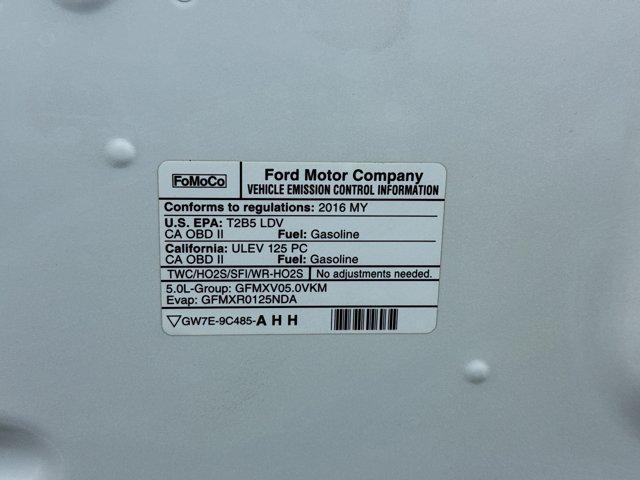 FoMoCo
Ford Motor Company
VEHICLE EMISSION CONTROL INFORMATION
Conforms to regulations: 2016 MY
U.S. EPA: T2B5 LDV
CA OBD II Fuel: Gasoline
California: ULEV 125 PC
CA OBD II Fuel: Gasoline
TWC/HO2S/SFI/WR-HO2S No adjustments needed.
5.0L-Group: GFMXV05.0VKM
Evap: GFMXR0125NDA
GW7E-9C485-A H H